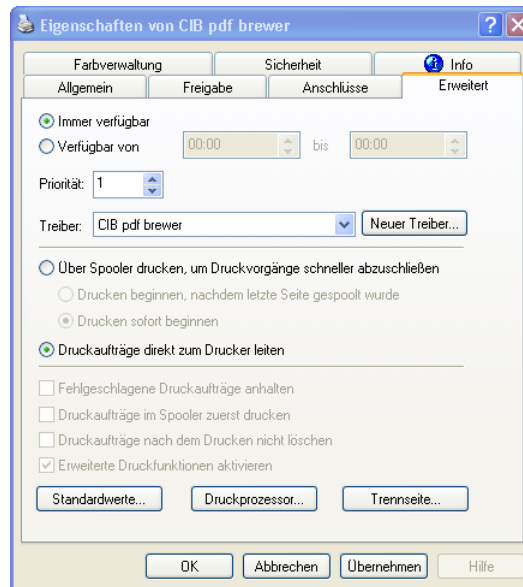 Eigenschaften von CIB pdf brewer
Farbverwaltung Sicherheit Info
Allgemein Freigabe Anschlüsse Erweitert
Immer verfügbar
Verfügbar von 00:00 bis 00:00
Priorität: 1
Treiber: CIB pdf brewer Neuer Treiber...
Über Spooler drucken, um Druckvorgänge schneller abzuschließen
Drucken beginnen, nachdem letzte Seite gespoolt wurde
Drucken sofort beginnen
Druckaufträge direkt zum Drucker leiten
Fehlgeschlagene Druckaufträge anhalten
Druckaufträge im Spooler zuerst drucken
Druckaufträge nach dem Drucken nicht löschen
Erweiterte Druckfunktionen aktivieren
Standardwerte... Druckprozessor... Trennseite...
OK Abbrechen Übernehmen Hilfe